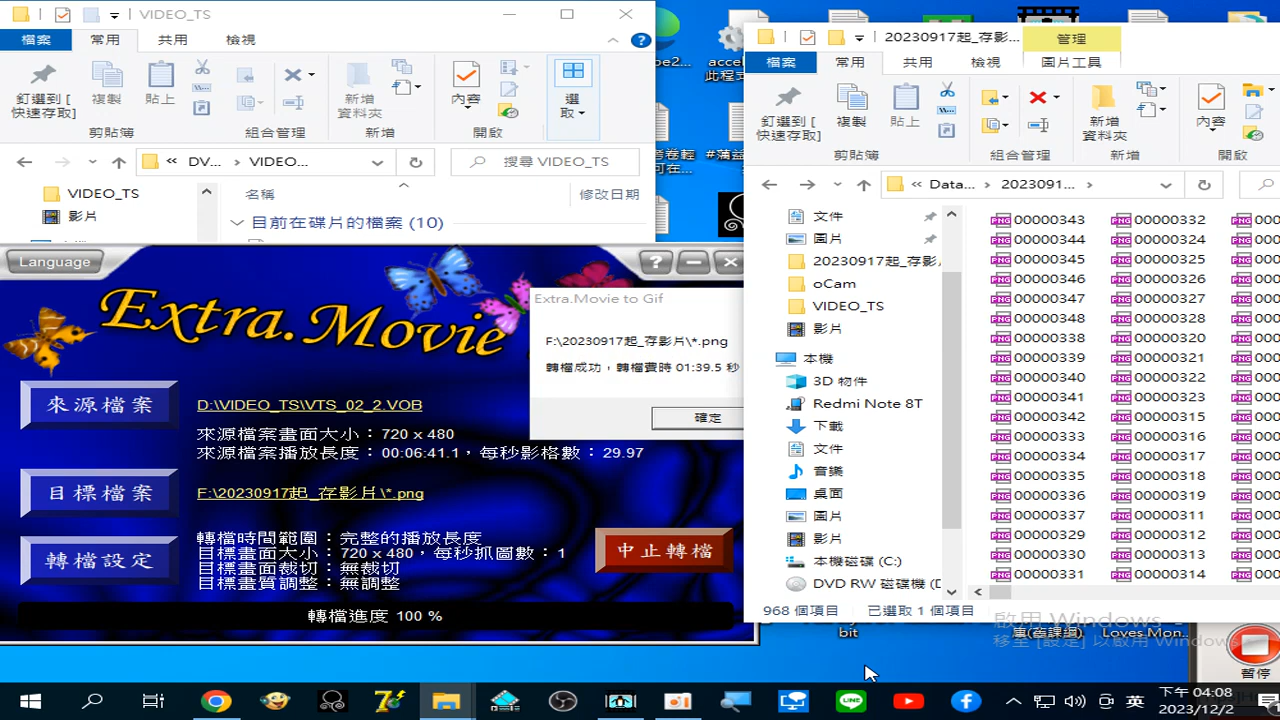 VIDEO_TS
檔案
常用
共用
檢視
釘選到 [
快速存取]
複製
貼上
新增
資料夾
內容
選
取
剪貼簿
組合管理
新增
開啟
« DV... › VIDEO...
搜尋 VIDEO_TS
VIDEO_TS
影片
名稱
修改日期
目前在碟片的檔案 (10)
Language
Extra.Movie
來源檔案
D:\VIDEO_TS\VTS_02_2.VOB
來源檔案畫面大小：720 x 480
來源檔案播放長度：00:06:41.1，每秒影格數：29.97
目標檔案
F:\20230917起_存影片\*.png
轉檔設定
轉檔時間範圍：完整的播放長度
目標畫面大小：720 x 480，每秒抓圖數：1
目標畫面裁切：無裁切
目標畫質調整：無調整
中止轉檔
轉檔進度 100 %
Extra.Movie to Gif
F:\20230917起_存影片\*.png
轉檔成功，轉檔費時 01:39.5 秒
確定
此程式...
20230917起_存影...
管理
檔案
常用
共用
檢視
圖片工具
釘選到 [
快速存取]
複製
貼上
新增
資料夾
內容
剪貼簿
組合管理
新增
開啟
« Data... › 2023091... ›
文件
圖片
20230917起_存影
oCam
VIDEO_TS
影片
本機
3D 物件
Redmi Note 8T
下載
文件
音樂
桌面
圖片
影片
本機磁碟 (C:)
DVD RW 磁碟機 (D
00000343 00000332
00000344 00000324
00000345 00000325
00000346 00000326
00000347 00000327
00000348 00000328
00000338 00000320
00000339 00000321
00000340 00000322
00000341 00000323
00000342 00000315
00000333 00000316
00000334 00000317
00000335 00000318
00000336 00000319
00000337 00000311
00000329 00000312
00000330 00000313
00000331 00000314
968 個項目
已選取 1 個項目
啟用 Windows
移至 [設定] 以啟用 Windows
bit
Loves Mon...
暫停
英
下午 04:08
2023/12/2